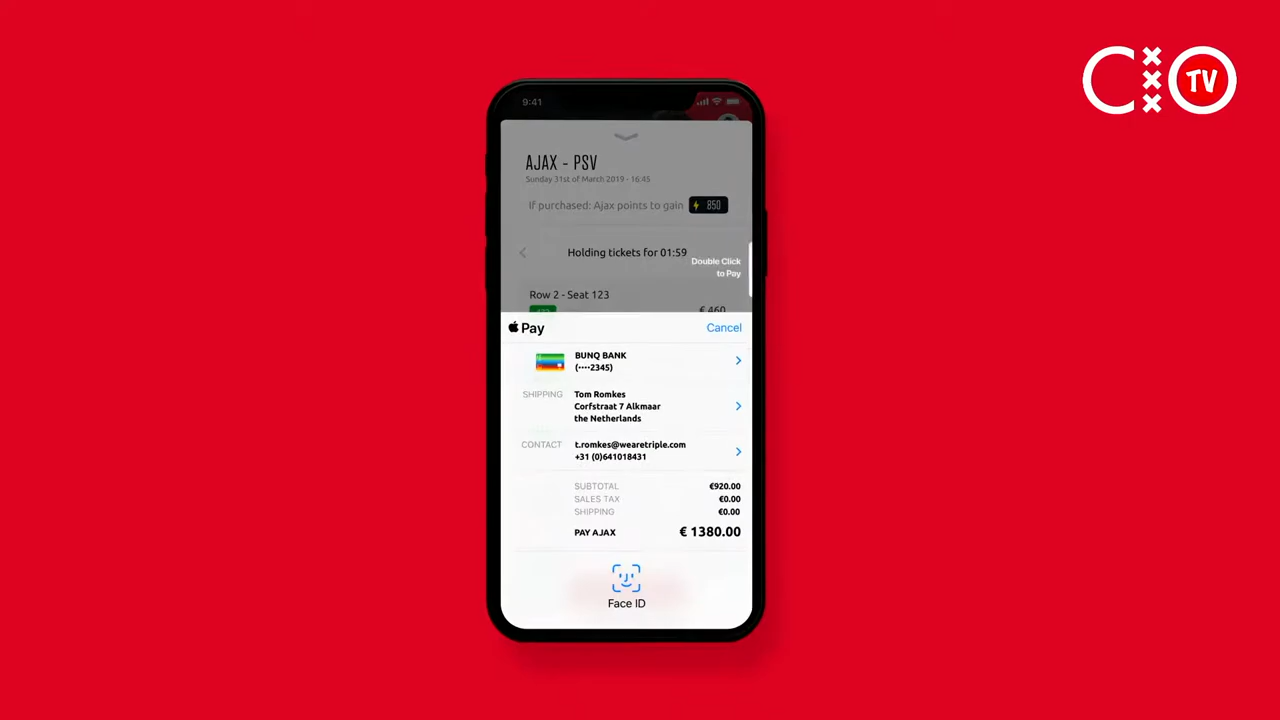 CXXXO TV
9:41
AJAX - PSV
Sunday 31st of March 2019 - 16:45
If purchased: Ajax points to gain 850
Holding tickets for 01:59
Double Click
to Pay
Row 2 - Seat 123
€ 460
Pay Cancel
BUNQ BANK
(••••2345)
SHIPPING Tom Romkes
Corfstraat 7 Alkmaar
the Netherlands
CONTACT t.romkes@wearetriple.com
+31 (0)641018431
SUBTOTAL €920.00
SALES TAX €0.00
SHIPPING €0.00
PAY AJAX € 1380.00
Face ID